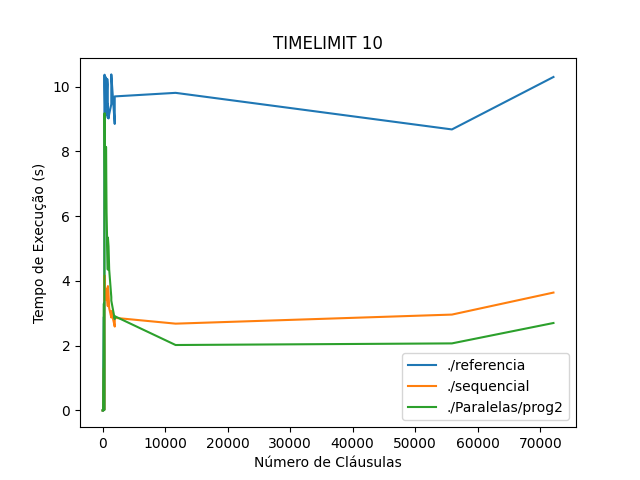 TIMELIMIT 10
Tempo de Execução (s)
10
8
6
4
2
0
0 10000 20000 30000 40000 50000 60000 70000
Número de Cláusulas
./referencia
./sequencial
./Paralelas/prog2